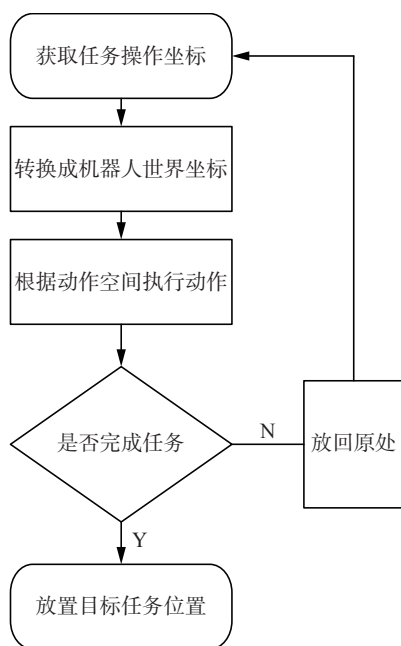 获取任务操作坐标
转换成机器人世界坐标
根据动作空间执行动作
是否完成任务
N
放回原处
Y
放置目标任务位置